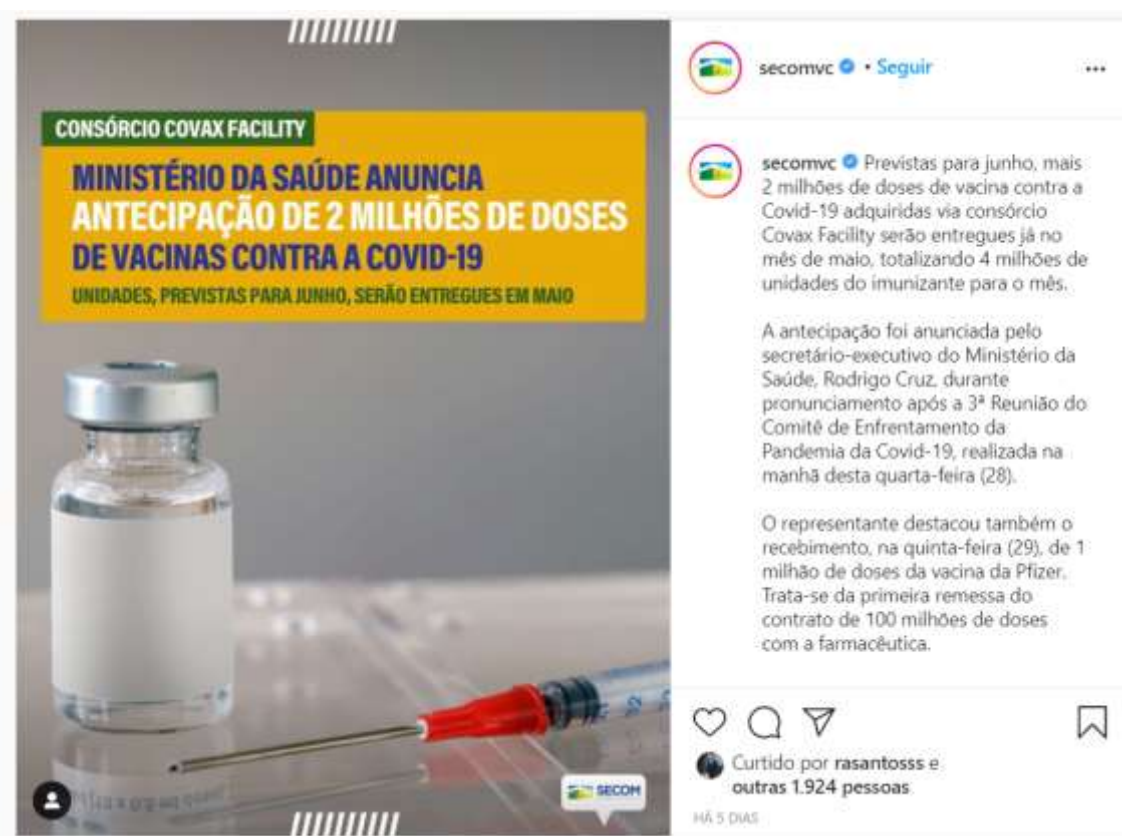 CONSÓRCIO COVAX FACILITY
MINISTÉRIO DA SAÚDE ANUNCIA
ANTECIPAÇÃO DE 2 MILHÕES DE DOSES
DE VACINAS CONTRA A COVID-19
UNIDADES, PREVISTAS PARA JUNHO, SERÃO ENTREGUES EM MAIO
SECOM
secomvc • Seguir
secomvc Previstas para junho, mais
2 milhões de doses de vacina contra a
Covid-19 adquiridas via consórcio
Covax Facility serão entregues já no
mês de maio, totalizando 4 milhões de
unidades do imunizante para o mês.
A antecipação foi anunciada pelo
secretário-executivo do Ministério da
Saúde, Rodrigo Cruz, durante
pronunciamento após a 3ª Reunião do
Comitê de Enfrentamento da
Pandemia da Covid-19, realizada na
manhã desta quarta-feira (28).
O representante destacou também o
recebimento, na quinta-feira (29), de 1
milhão de doses da vacina da Pfizer.
Trata-se da primeira remessa do
contrato de 100 milhões de doses
com a farmacêutica.
Curtido por rasantosss e
outras 1.924 pessoas
HÁ 5 DIAS